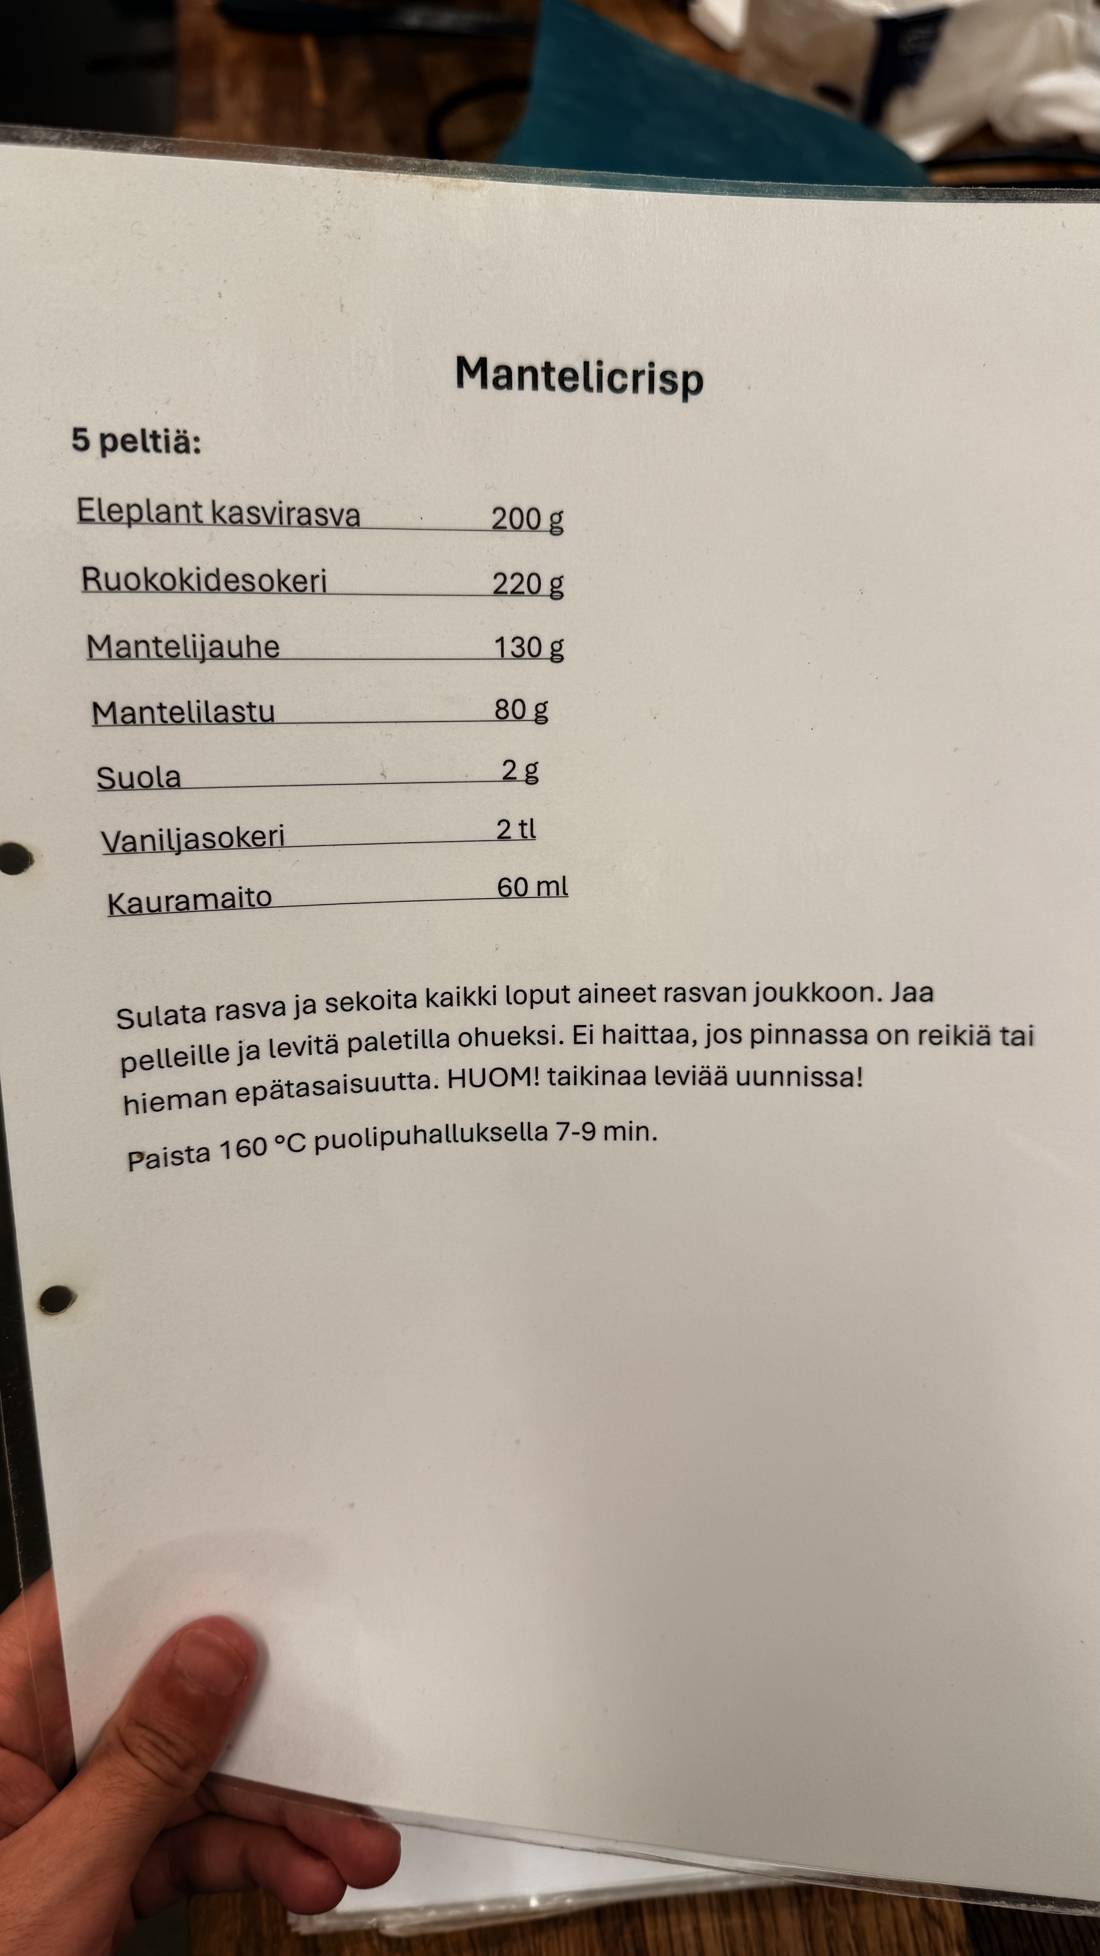 Mantelicrisp
5 peltiä:
Eleplant kasvirasva 200 g
Ruokokidesokeri 220 g
Mantelijauhe 130 g
Mantelilastu 80 g
Suola 2 g
Vaniljasokeri 2 tl
Kauramaito 60 ml
Sulata rasva ja sekoita kaikki loput aineet rasvan joukkoon. Jaa
pelleille ja levitä paletilla ohueksi. Ei haittaa, jos pinnassa on reikiä tai
hieman epätasaisuutta. HUOM! taikinaa leviää uunnissa!
Paista 160 °C puolipuhalluksella 7-9 min.